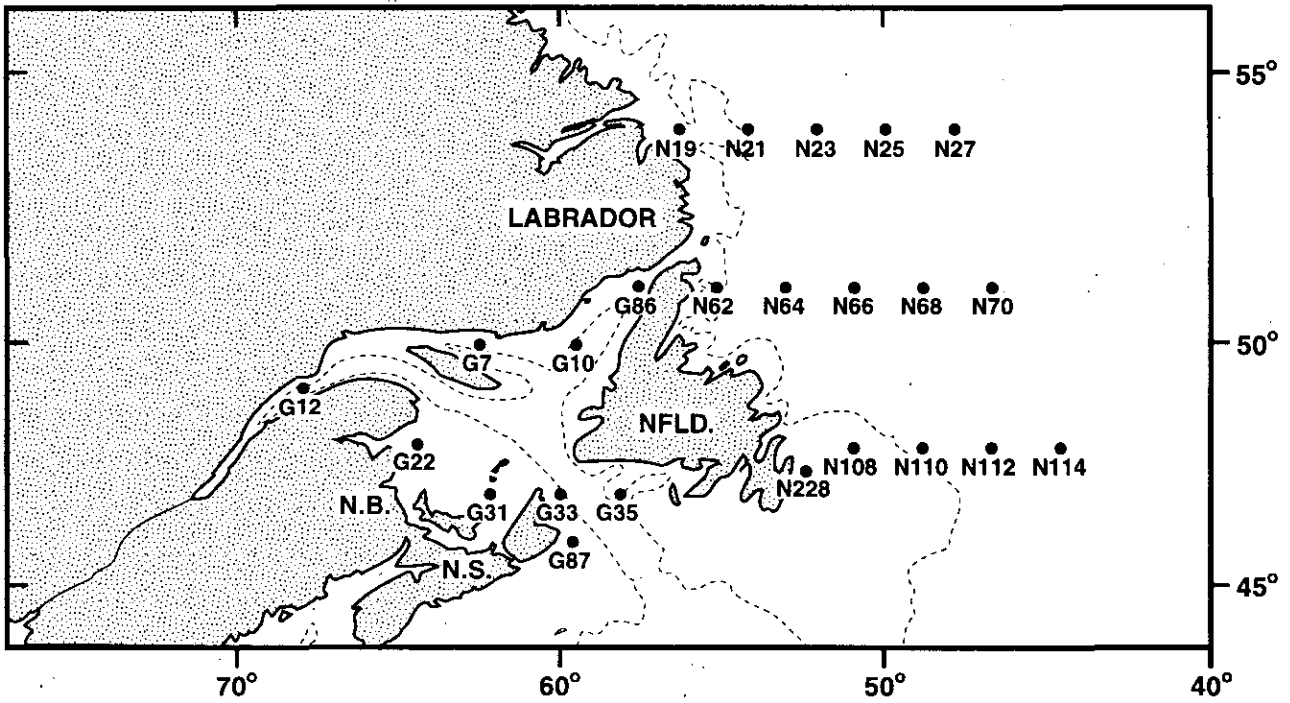 55°
N19 N21 N23 N25 N27
LABRADOR
G86 N62 N64 N66 N68 N70
50°
G7 G10
G12
NFLD.
G22
N108 N110 N112 N114
N228
N.B.
G31 G33 G35
G87
N.S.
45°
70° 60° 50° 40°